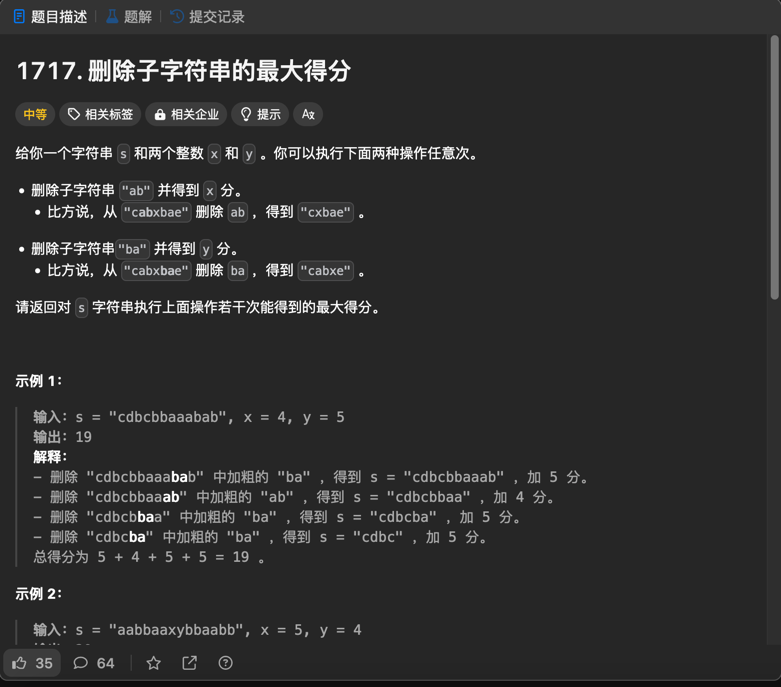 题目描述 题解 提交记录
1717. 删除子字符串的最大得分
中等 相关标签 相关企业 提示
给你一个字符串 s 和两个整数 x 和 y 。你可以执行下面两种操作任意次。
• 删除子字符串 "ab" 并得到 x 分。
• 比方说，从 "cabxbae" 删除 ab ，得到 "cxbae" 。
• 删除子字符串"ba" 并得到 y 分。
• 比方说，从 "cabxbae" 删除 ba ，得到 "cabxe" 。
请返回对 s 字符串执行上面操作若干次能得到的最大得分。
示例 1：
输入：s = "cdbcbbaaabab", x = 4, y = 5
输出：19
解释：
- 删除 "cdbcbbaaabab" 中加粗的 "ba" ，得到 s = "cdbcbbaaab" ，加 5 分。
- 删除 "cdbcbbaaab" 中加粗的 "ab" ，得到 s = "cdbcbbaa" ，加 4 分。
- 删除 "cdbcbbaa" 中加粗的 "ba" ，得到 s = "cdbcba" ，加 5 分。
- 删除 "cdbcba" 中加粗的 "ba" ，得到 s = "cdbc" ，加 5 分。
总得分为 5 + 4 + 5 + 5 = 19 。
示例 2：
输入：s = "aabbaaxybbaabb", x = 5, y = 4
35 64